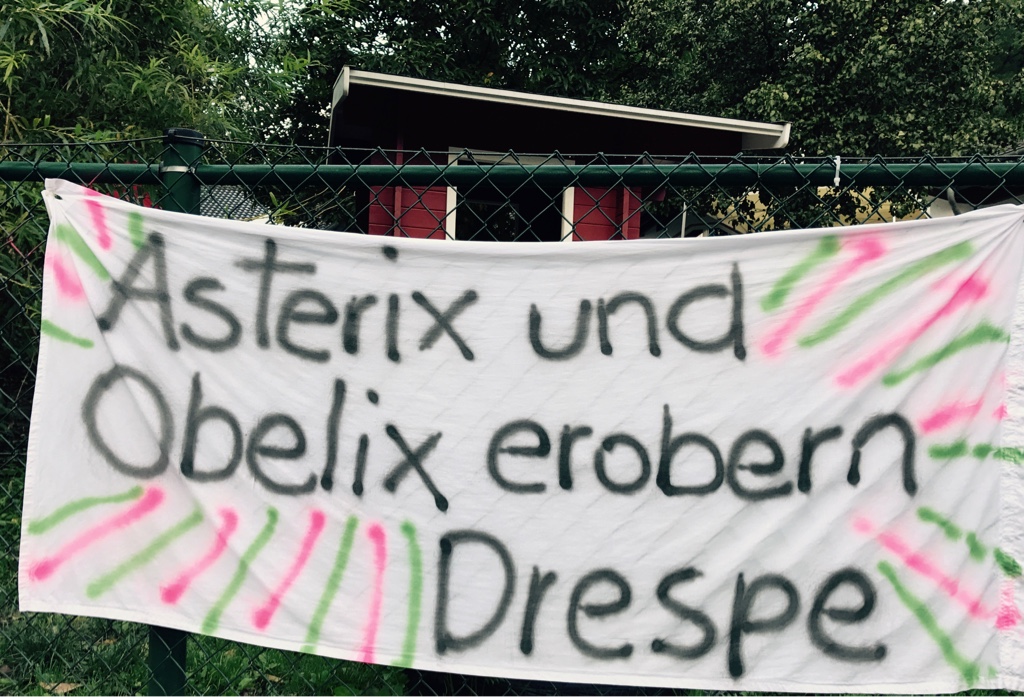 Asterix und
Obelix erobern
Drespe